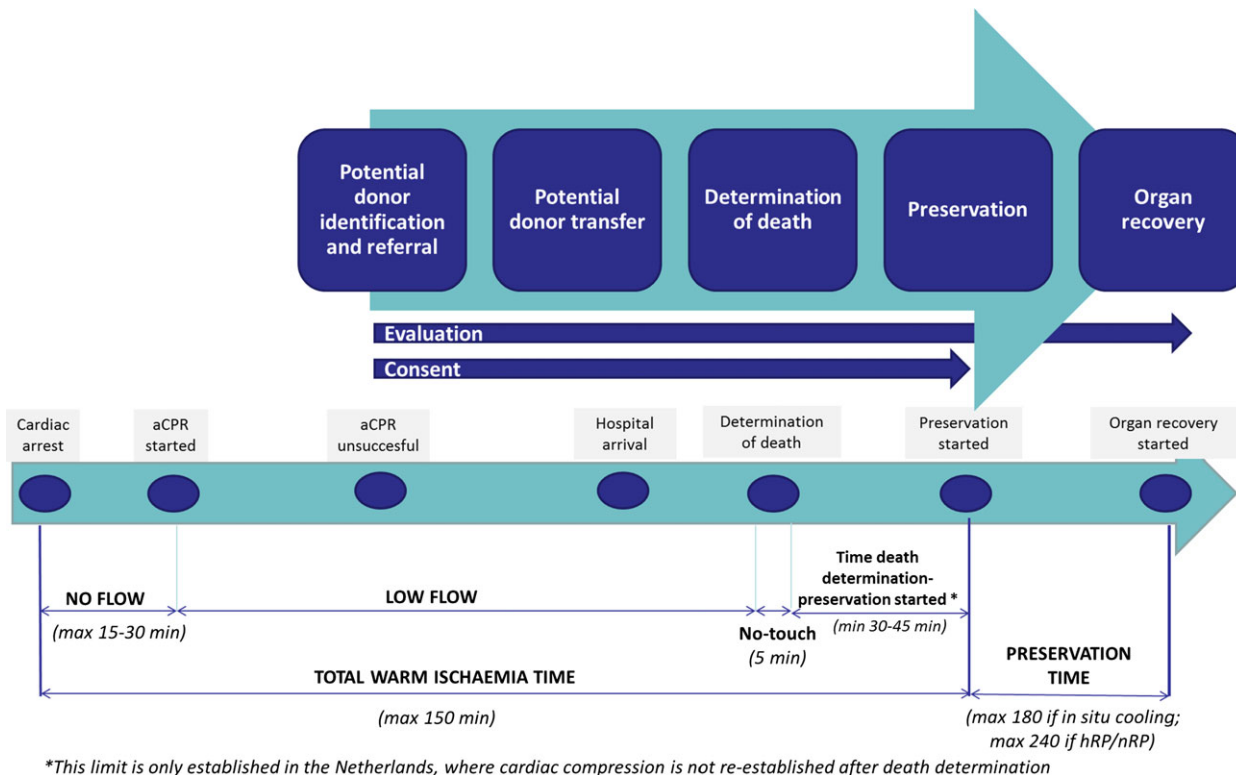 Potential
donor
identification
and referral
Potential
donor transfer
Determination
of death
Preservation
Organ
recovery
Evaluation
Consent
Cardiac
arrest
aCPR
started
aCPR
unsuccesful
Hospital
arrival
Determination
of death
Preservation
started
Organ recovery
started
NO FLOW
(max 15-30 min)
LOW FLOW
No-touch
(5 min)
Time death
determination-
preservation started *
(min 30-45 min)
TOTAL WARM ISCHAEMIA TIME
(max 150 min)
PRESERVATION
TIME
(max 180 if in situ cooling;
max 240 if hRP/nRP)
*This limit is only established in the Netherlands, where cardiac compression is not re-established after death determination